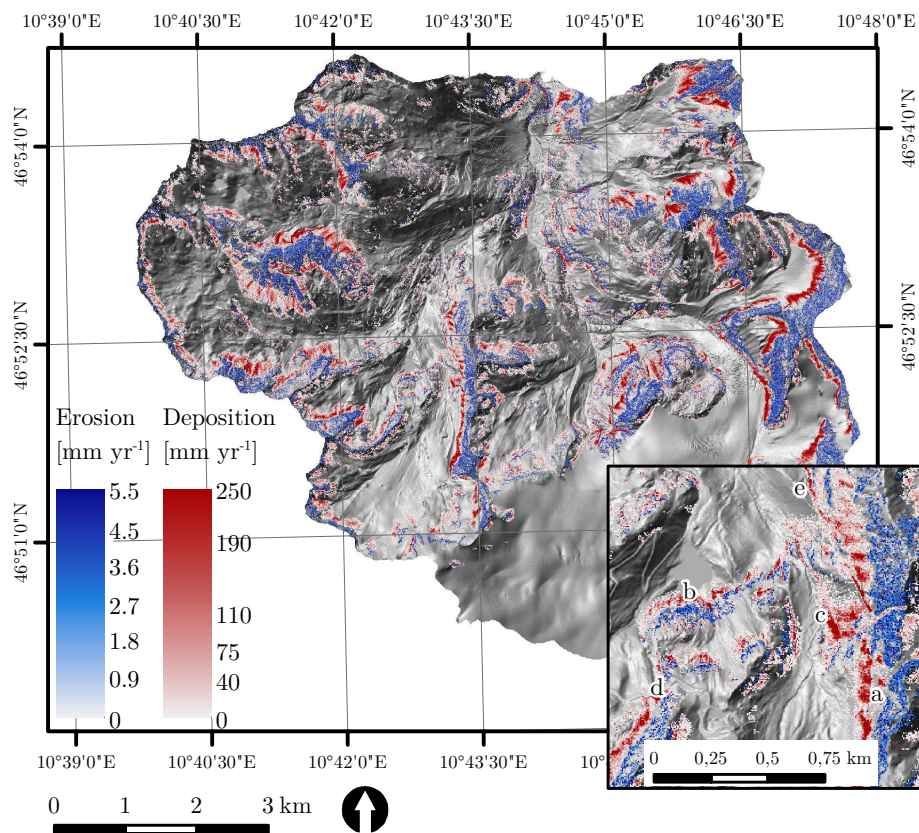 10°39'0"E 10°40'30"E 10°42'0"E 10°43'30"E 10°45'0"E 10°46'30"E 10°48'0"E
46°54'0"N 46°54'0"N
46°52'30"N 46°52'30"N
46°51'0"N
Erosion Deposition
[mm yr-1] [mm yr-1]
5.5 250
4.5 190
3.6
2.7 110
1.8 75
0.9 40
0 0
e
b
c
d
a
0 0,25 0,5 0,75 km
10°39'0"E 10°40'30"E 10°42'0"E 10°43'30"E
0 1 2 3 km